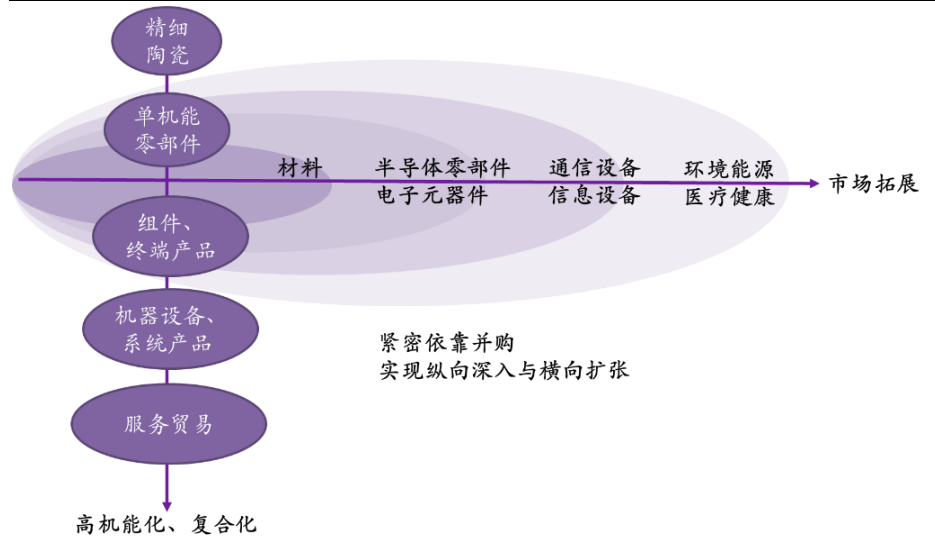 精细
陶瓷
单机能
零部件
材料
半导体零部件
电子元器件
通信设备
信息设备
环境能源
医疗健康
市场拓展
组件、
终端产品
机器设备、
系统产品
紧密依靠并购
实现纵向深入与横向扩张
服务贸易
高机能化、复合化